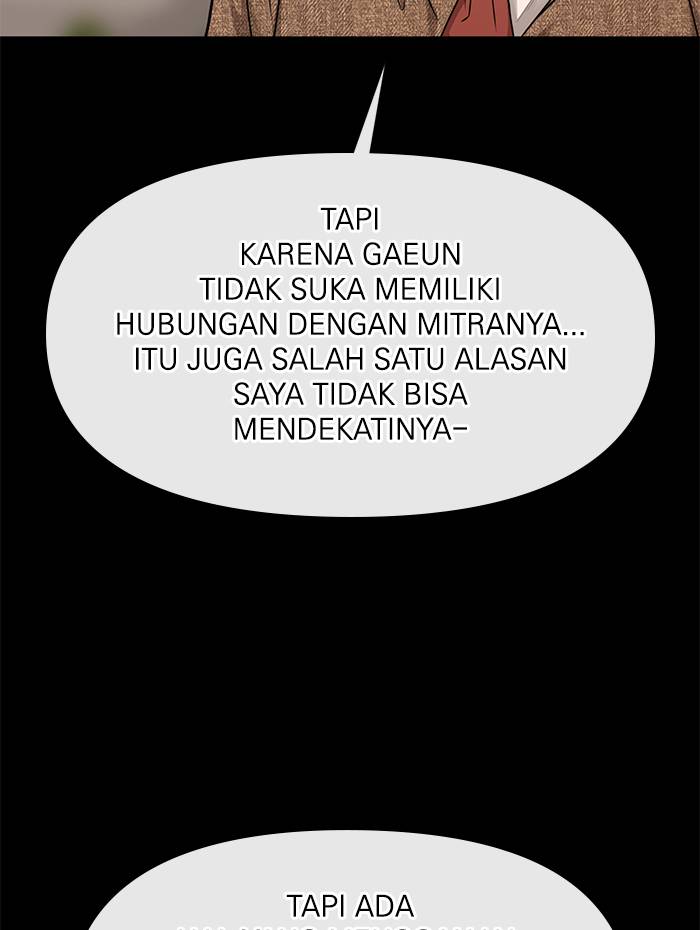 TAPI
KARENA GAEUN
TIDAK SUKA MEMILIKI
HUBUNGAN DENGAN MITRANYA...
ITU JUGA SALAH SATU ALASAN
SAYA TIDAK BISA
MENDEKATINYA-
TAPI ADA